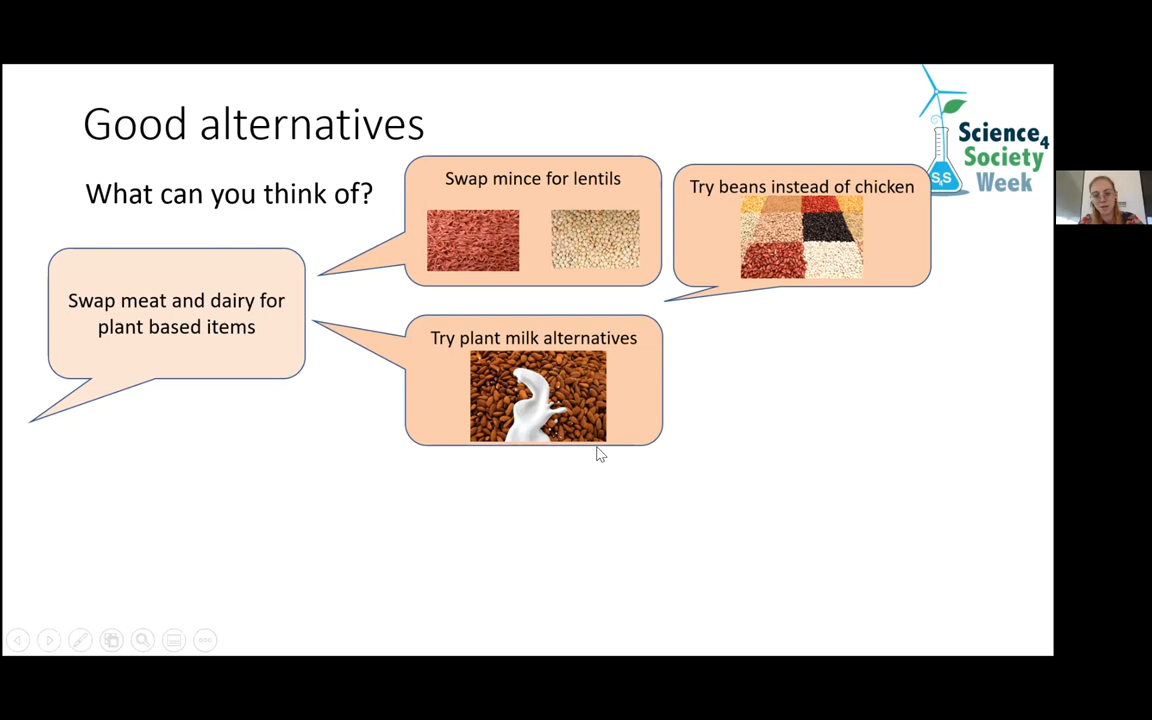 Good alternatives
What can you think of?
Swap meat and dairy for
plant based items
Swap mince for lentils
Try beans instead of chicken
Try plant milk alternatives
Science4
Society
Week
S4S